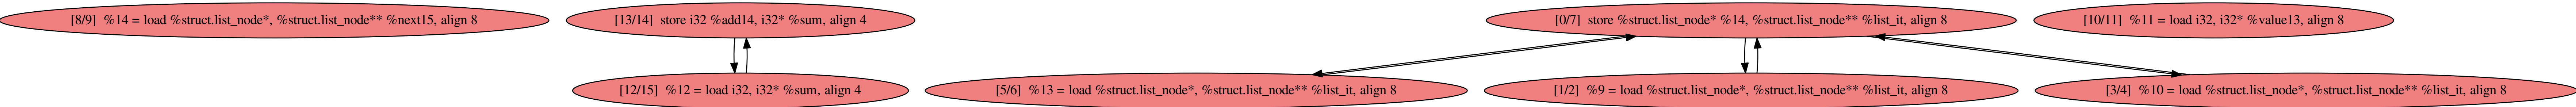 [8/9] %14 = load %struct.list_node*, %struct.list_node** %next15, align 8
[13/14] store i32 %add14, i32* %sum, align 4
[0/7] store %struct.list_node* %14, %struct.list_node** %list_it, align 8
[10/11] %11 = load i32, i32* %value13, align 8
[12/15] %12 = load i32, i32* %sum, align 4
[5/6] %13 = load %struct.list_node*, %struct.list_node** %list_it, align 8
[1/2] %9 = load %struct.list_node*, %struct.list_node** %list_it, align 8
[3/4] %10 = load %struct.list_node*, %struct.list_node** %list_it, align 8